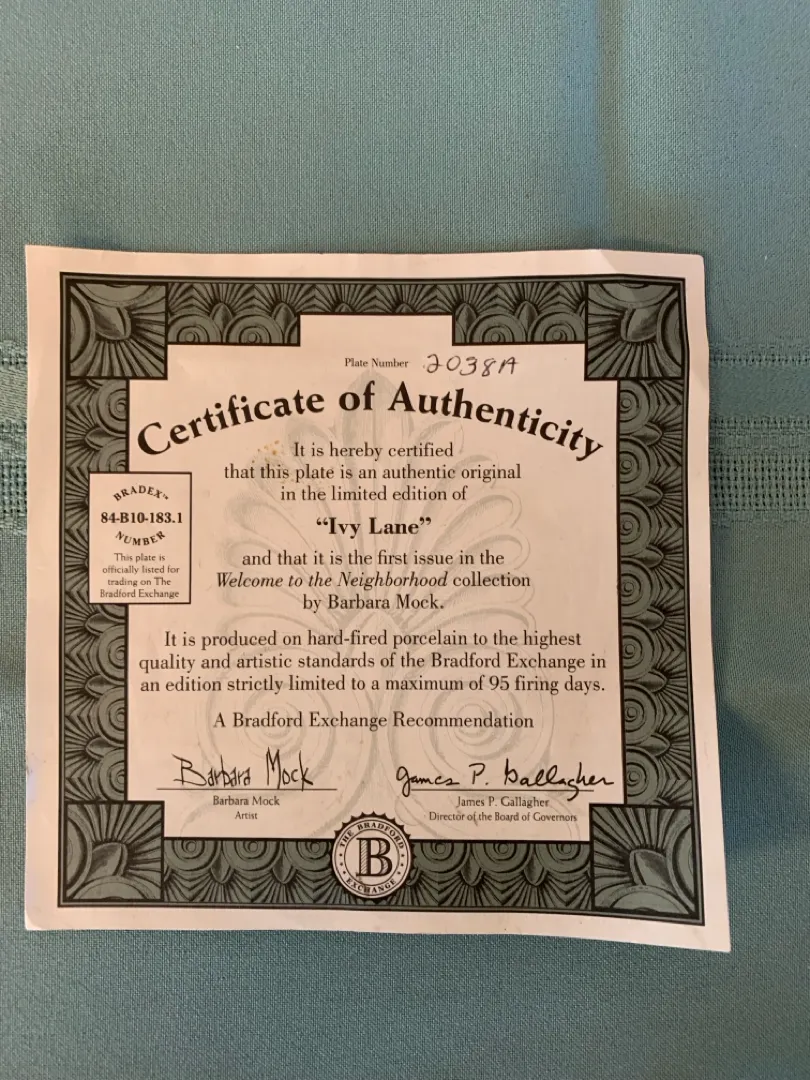 Plate Number 2038A
Certificate of Authenticity
It is hereby certified
that this plate is an authentic original
in the limited edition of
“Ivy Lane”
and that it is the first issue in the
Welcome to the Neighborhood collection
by Barbara Mock.
BRADEX™
84-B10-183.1
NUMBER
This plate is
officially listed for
trading on The
Bradford Exchange
It is produced on hard-fired porcelain to the highest
quality and artistic standards of the Bradford Exchange in
an edition strictly limited to a maximum of 95 firing days.
A Bradford Exchange Recommendation
Barbara Mock
Barbara Mock
Artist
James P. Gallagher
James P. Gallagher
Director of the Board of Governors
THE BRADFORD
B
EXCHANGE